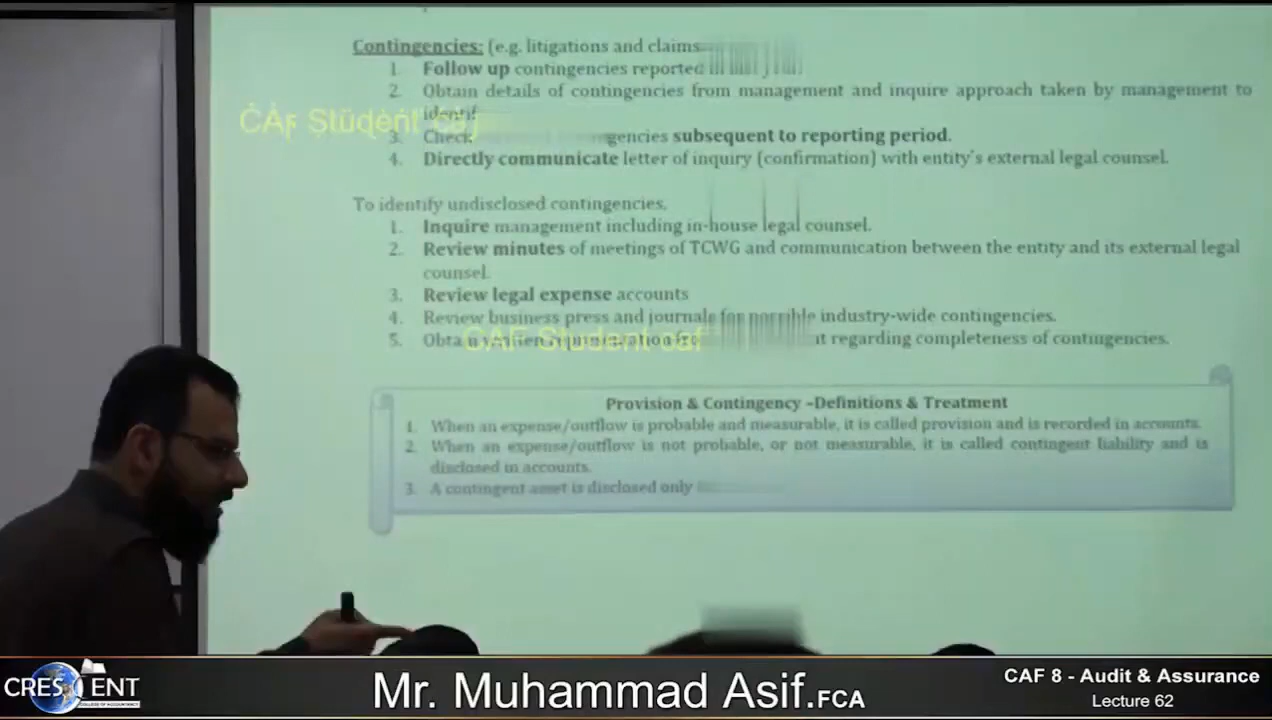 Contingencies: (e.g. litigations and claims
1. Follow up contingencies reported
2. Obtain details of contingencies from management and inquire approach taken by management to
3. Check gencies subsequent to reporting period.
4. Directly communicate letter of inquiry (confirmation) with entity's external legal counsel.
To identify undisclosed contingencies.
1. Inquire management including in-house legal counsel.
2. Review minutes of meetings of TCWG and communication between the entity and its external legal
counsel.
3. Review legal expense accounts
4. Review business press and journals for possible industry-wide contingencies.
5. Obtain written representation t regarding completeness of contingencies.
CAF Student caf
Provision & Contingency –Definitions & Treatment
1. When an expense/outflow is probable and measurable, it is called provision and is recorded in accounts.
2. When an expense/outflow is not probable, or not measurable, it is called contingent liability and is
disclosed in accounts.
3. A contingent asset is disclosed only
CRESCENT
COLLEGE OF ACCOUNTANCY
Mr. Muhammad Asif.FCA
CAF 8 - Audit & Assurance
Lecture 62